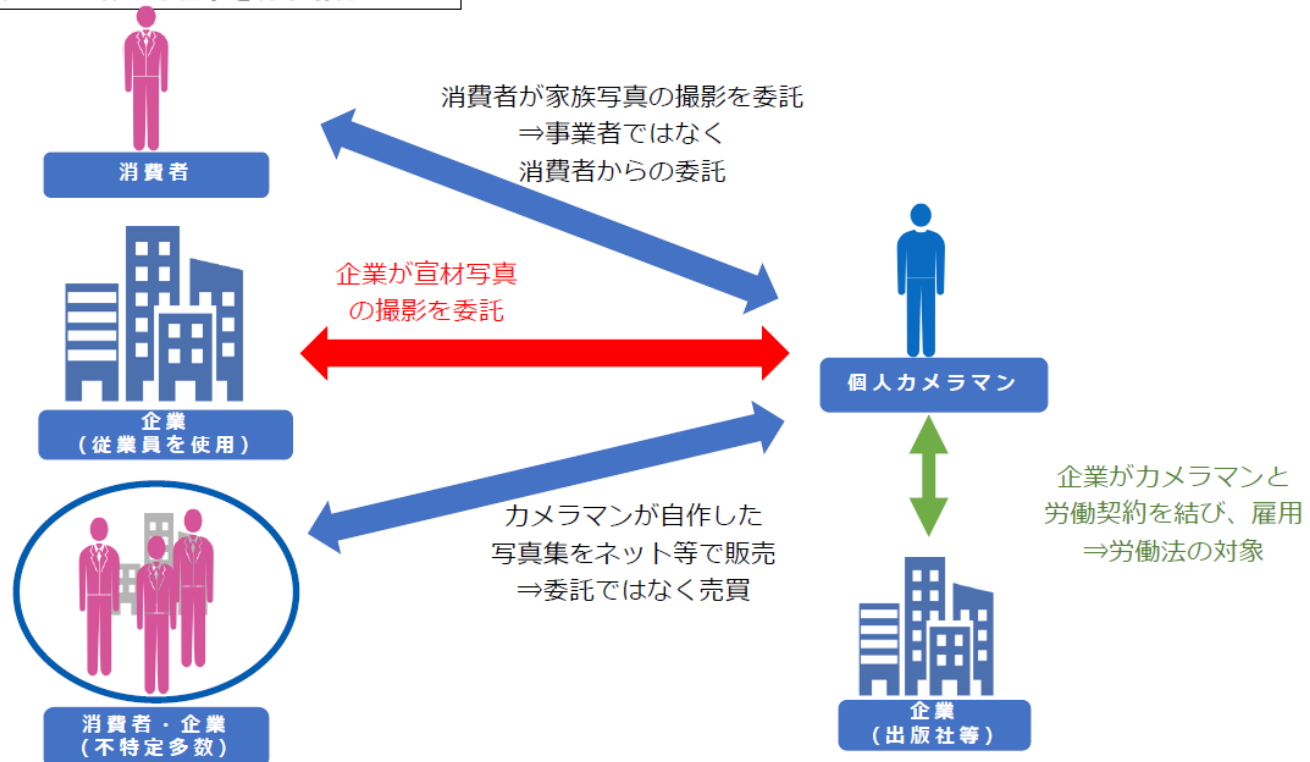 消費者が家族写真の撮影を委託
⇒事業者ではなく
消費者からの委託
消費者
企業が宣材写真
の撮影を委託
個人カメラマン
企業
(従業員を使用)
カメラマンが自作した
写真集をネット等で販売
⇒委託ではなく売買
企業がカメラマンと
労働契約を結び、雇用
⇒労働法の対象
消費者・企業
(不特定多数)
企業
(出版社等)